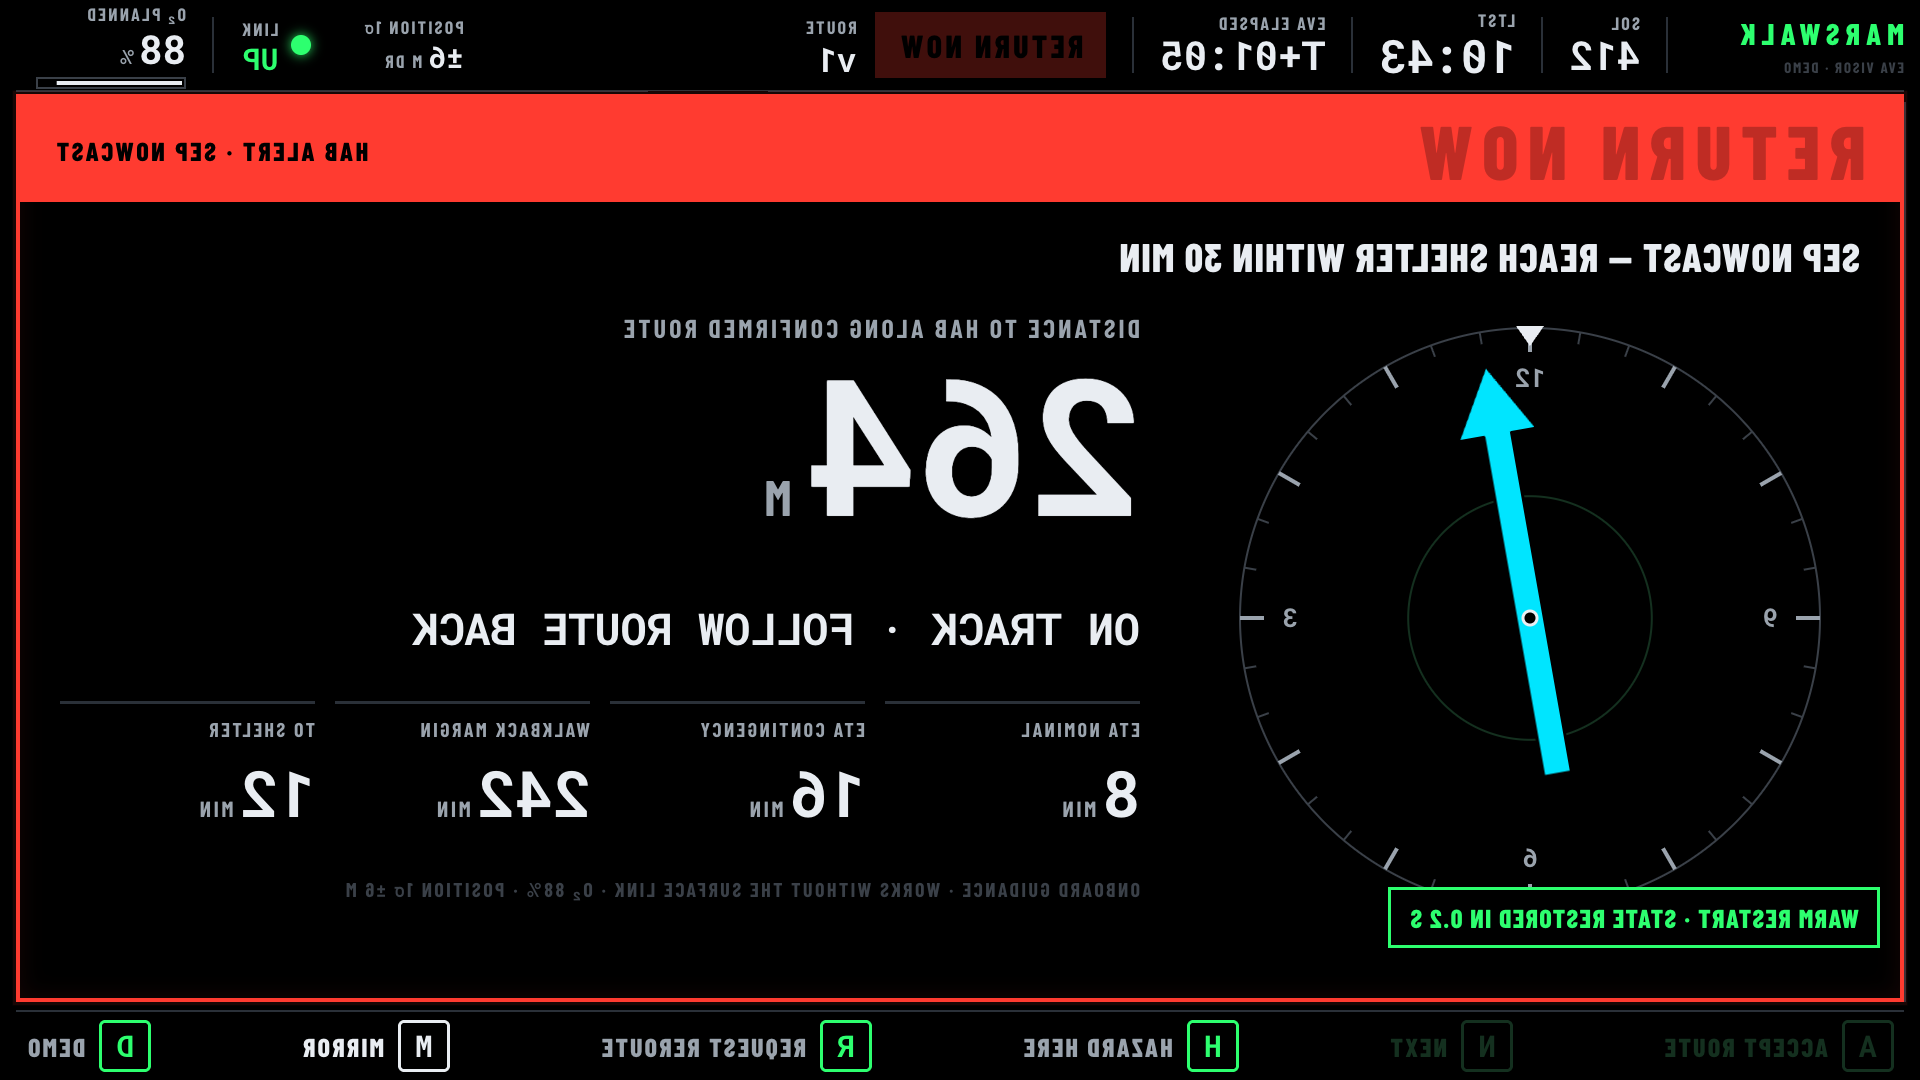 MARSWALK
EVA VISOR · DEMO
SOL
412
LTST
10:43
EVA ELAPSED
T+01:05
RETURN NOW
ROUTE
v1
POSITION 1σ
±6 M DR
LINK
UP
O₂ PLANNED
88 %
RETURN NOW
HAB ALERT · SEP NOWCAST
SEP NOWCAST — REACH SHELTER WITHIN 30 MIN
12
9
3
6
DISTANCE TO HAB ALONG CONFIRMED ROUTE
264 M
ON TRACK · FOLLOW ROUTE BACK
ETA NOMINAL
8 MIN
ETA CONTINGENCY
16 MIN
WALKBACK MARGIN
242 MIN
TO SHELTER
12 MIN
ONBOARD GUIDANCE · WORKS WITHOUT THE SURFACE LINK · O₂ 88% · POSITION 1σ ±6 M
WARM RESTART · STATE RESTORED IN 0.2 S
A ACCEPT ROUTE
N NEXT
H HAZARD HERE
R REQUEST REROUTE
M MIRROR
D DEMO